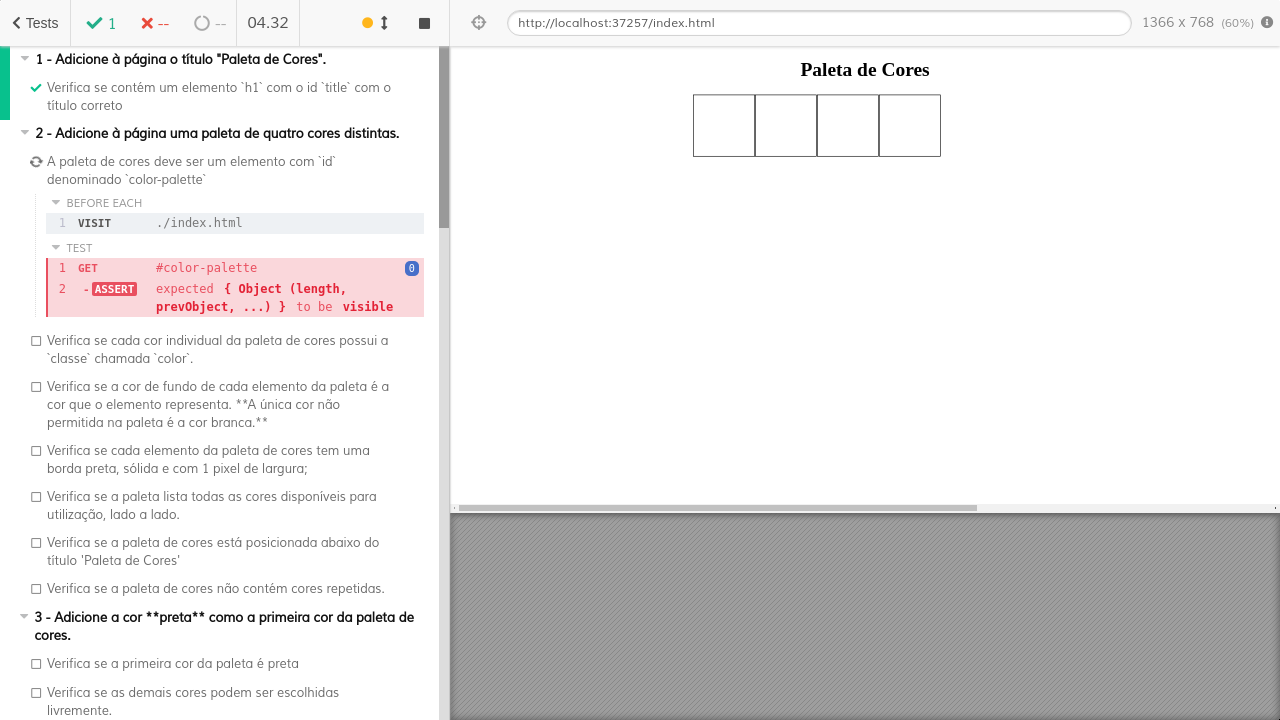 Tests
1
--
--
04.32
http://localhost:37257/index.html
1366 x 768 (60%)
1 - Adicione à página o título "Paleta de Cores".
Verifica se contém um elemento `h1` com o id `title` com o
título correto
2 - Adicione à página uma paleta de quatro cores distintas.
A paleta de cores deve ser um elemento com `id`
denominado `color-palette`
BEFORE EACH
1 VISIT ./index.html
TEST
1 GET #color-palette 0
2 -ASSERT expected { Object (length,
prevObject, ...) } to be visible
Verifica se cada cor individual da paleta de cores possui a
`classe` chamada `color`.
Verifica se a cor de fundo de cada elemento da paleta é a
cor que o elemento representa. **A única cor não
permitida na paleta é a cor branca.**
Verifica se cada elemento da paleta de cores tem uma
borda preta, sólida e com 1 pixel de largura;
Verifica se a paleta lista todas as cores disponíveis para
utilização, lado a lado.
Verifica se a paleta de cores está posicionada abaixo do
título 'Paleta de Cores'
Verifica se a paleta de cores não contém cores repetidas.
3 - Adicione a cor **preta** como a primeira cor da paleta de
cores.
Verifica se a primeira cor da paleta é preta
Verifica se as demais cores podem ser escolhidas
livremente.
Paleta de Cores